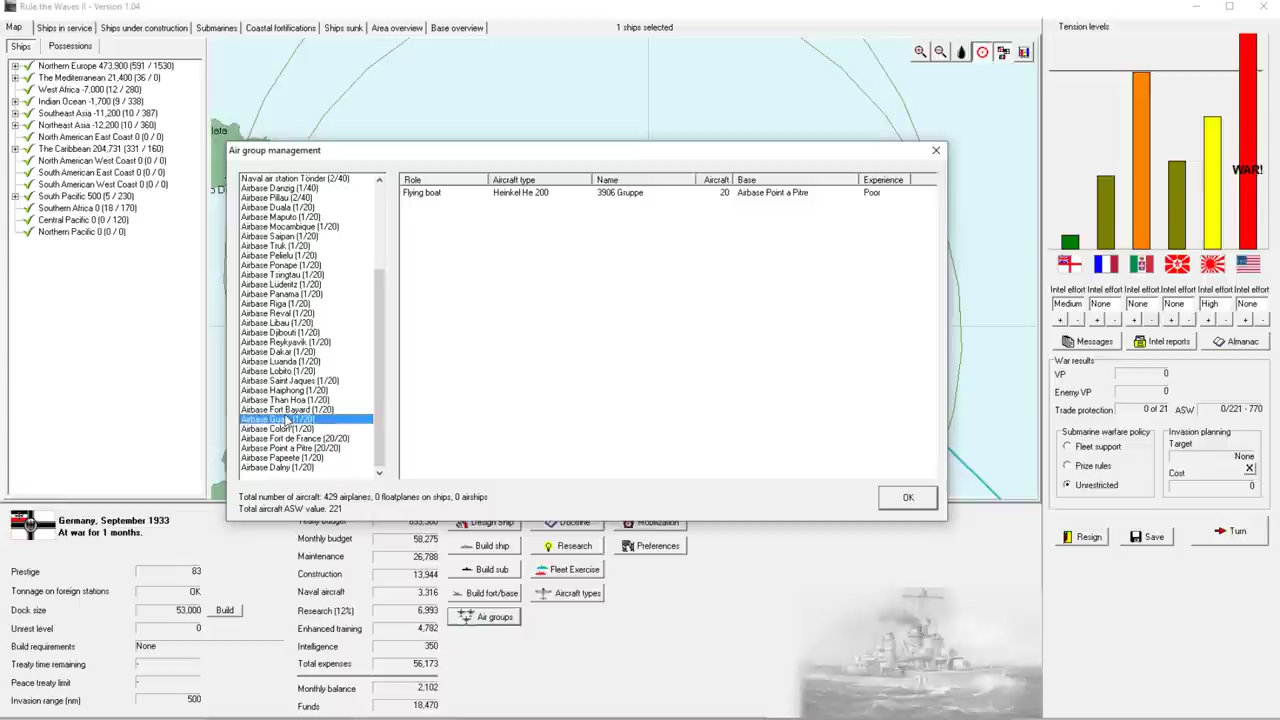 Rule the Waves II - Version 1.04
Map Ships in service Ships under construction Submarines Coastal fortifications Ships sunk Area overview Base overview 1 ships selected
Tension levels
Ships Possessions
Northern Europe 473,900 (591 / 1530)
The Mediterranean 21,400 (36 / 0)
West Africa -7,000 (12 / 280)
Indian Ocean -1,700 (9 / 338)
Southeast Asia -11,200 (10 / 387)
Northeast Asia -12,200 (10 / 360)
North American East Coast 0 (0 / 0)
The Caribbean 204,731 (331 / 160)
North American West Coast 0 (0 / 0)
South American East Coast 0 (0 / 0)
South American West Coast 0 (0 / 0)
South Pacific 500 (5 / 230)
Southern Africa 0 (18 / 170)
Central Pacific 0 (0 / 120)
Northern Pacific 0 (0 / 0)
lata
Air group management
Naval air station Tönder (2/40)
Airbase Danzig (1/40)
Airbase Pillau (2/40)
Airbase Duala (1/20)
Airbase Maputo (1/20)
Airbase Mocambique (1/20)
Airbase Saipan (1/20)
Airbase Truk (1/20)
Airbase Pelielu (1/20)
Airbase Ponape (1/20)
Airbase Tsingtau (1/20)
Airbase Lüderitz (1/20)
Airbase Panama (1/20)
Airbase Riga (1/20)
Airbase Reval (1/20)
Airbase Libau (1/20)
Airbase Djibouti (1/20)
Airbase Reykyavik (1/20)
Airbase Dakar (1/20)
Airbase Luanda (1/20)
Airbase Lobito (1/20)
Airbase Saint Jaques (1/20)
Airbase Haiphong (1/20)
Airbase Than Hoa (1/20)
Airbase Fort Bayard (1/20)
Airbase (1/20)
Airbase Colon (1/20)
Airbase Fort de France (20/20)
Airbase Point a Pitre (20/20)
Airbase Papeete (1/20)
Airbase Dalny (1/20)
Role Aircraft type Name Aircraft Base Experience
Flying boat Heinkel He 200 3906 Gruppe 20 Airbase Point a Pitre Poor
Total number of aircraft: 429 airplanes, 0 floatplanes on ships, 0 airships
Total aircraft ASW value: 221
OK
WAR!
Intel effort Intel effort Intel effort Intel effort Intel effort Intel effort
Medium None None None High None
+ - + - + - + - + - + -
Messages Intel reports Almanac
War results
VP 0
Enemy VP 0
Trade protection 0 of 21 ASW 0/221 - 770
Submarine warfare policy
Fleet support
Prize rules
Unrestricted
Invasion planning
Target
None
Cost X
0
Resign Save Turn
Germany, September 1933
At war for 1 months.
Prestige 83
Tonnage on foreign stations OK
Dock size 53,000 Build
Unrest level 0
Build requirements None
Treaty time remaining -
Peace treaty limit -
Invasion range (nm) 500
Monthly budget 58,275
Maintenance 26,788
Construction 13,944
Naval aircraft 3,316
Research (12%) 6,993
Enhanced training 4,782
Intelligence 350
Total expenses 56,173
Monthly balance 2,102
Funds 18,470
Design Ship Doctrine Mobilization
Build ship Research Preferences
Build sub Fleet Exercise
Build fort/base Aircraft types
Air groups